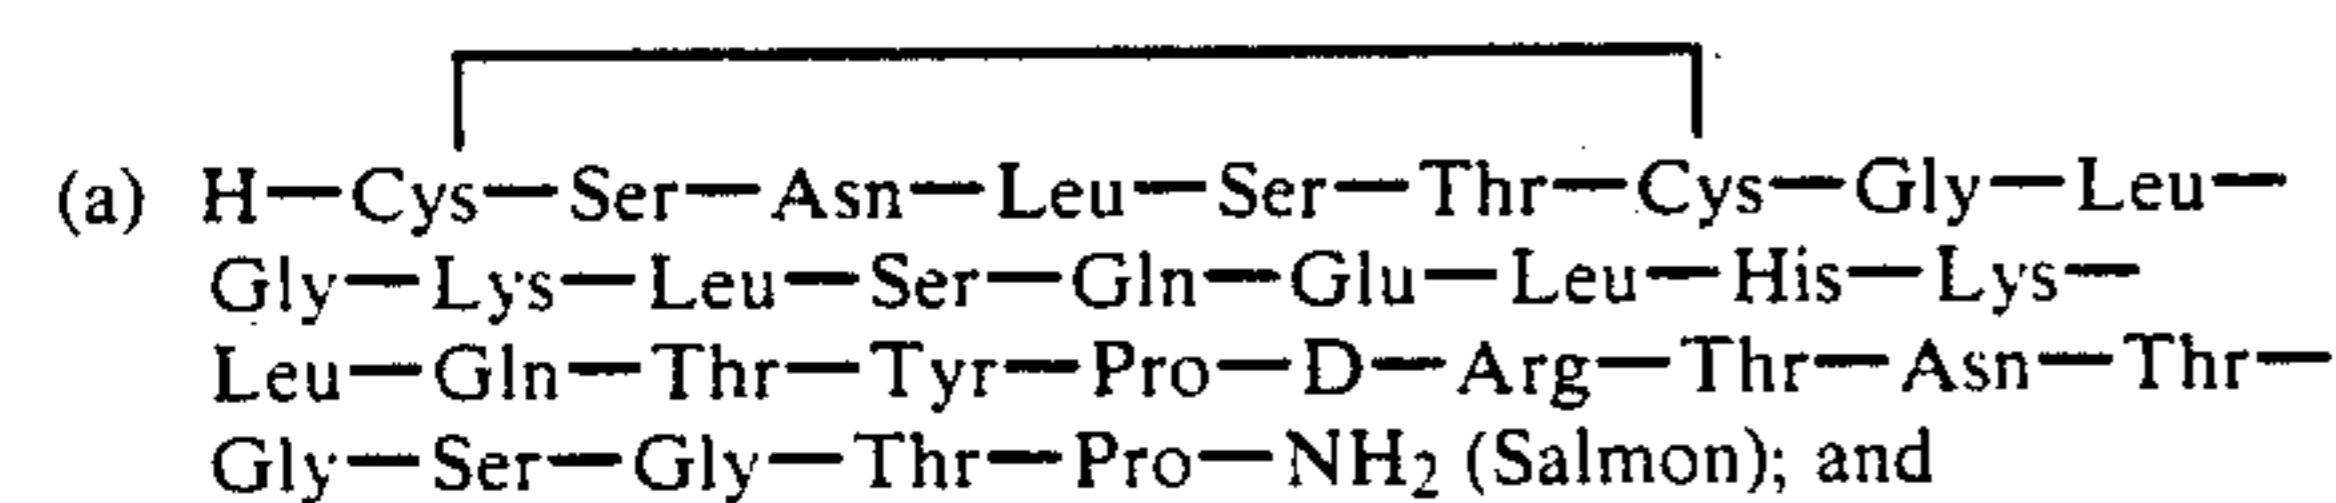 (a) H—Cys—Ser—Asn—Leu—Ser—Thr—Cys—Gly—Leu—
Gly—Lys—Leu—Ser—Gln—Glu—Leu—His—Lys—
Leu—Gln—Thr—Tyr—Pro—D—Arg—Thr—Asn—Thr—
Gly—Ser—Gly—Thr—Pro—NH₂ (Salmon); and